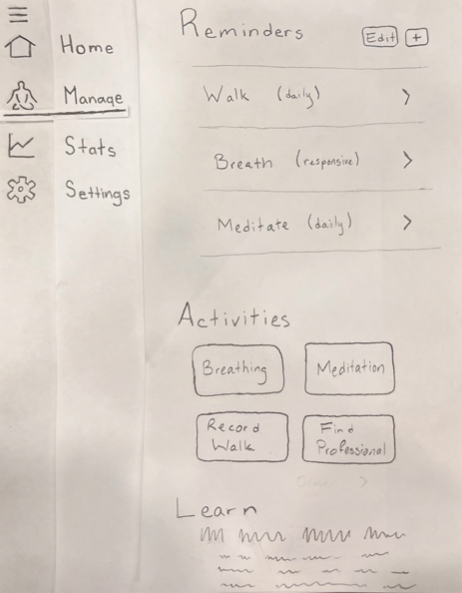 Home
Manage
Stats
Settings
Reminders
Edit +
Walk (daily)
Breath (responsive)
Meditate (daily)
Activities
Breathing
Meditation
Record
Walk
Find
Professional
Learn